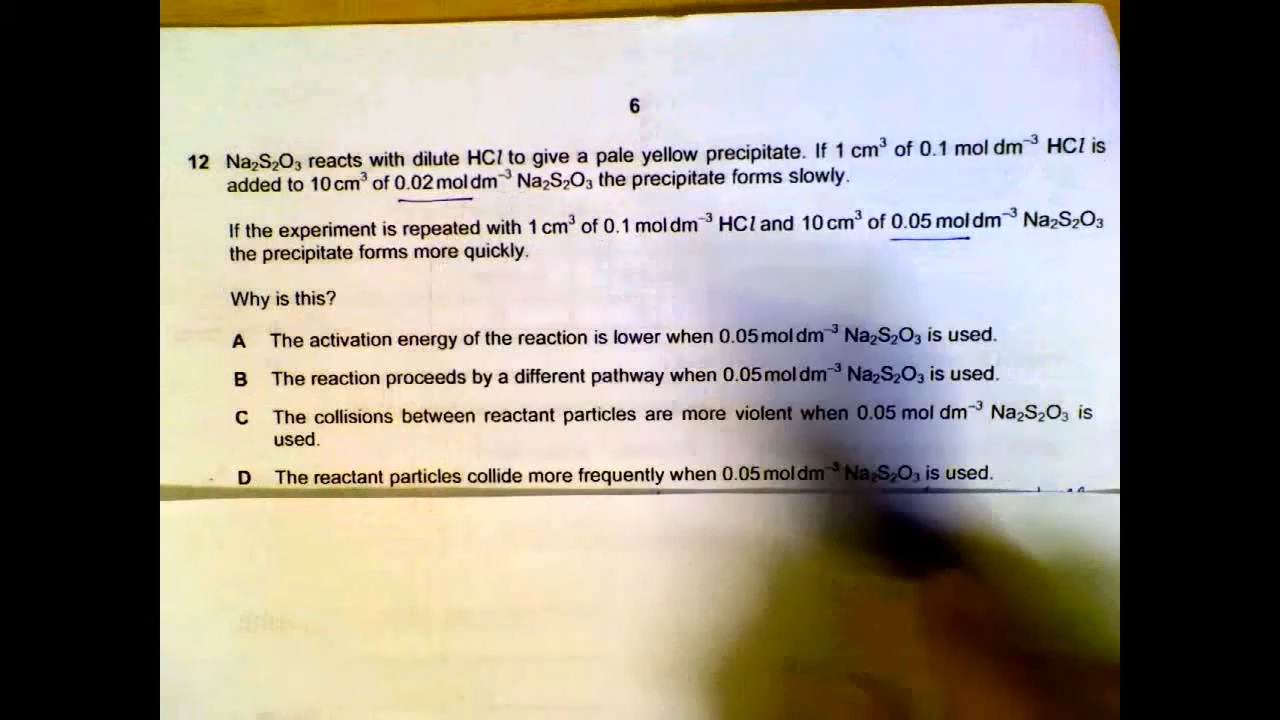 6
12 Na₂S₂O₃ reacts with dilute HCl to give a pale yellow precipitate. If 1 cm³ of 0.1 mol dm⁻³ HCl is
added to 10 cm³ of 0.02 mol dm⁻³ Na₂S₂O₃ the precipitate forms slowly.
If the experiment is repeated with 1 cm³ of 0.1 mol dm⁻³ HCl and 10 cm³ of 0.05 mol dm⁻³ Na₂S₂O₃
the precipitate forms more quickly.
Why is this?
A The activation energy of the reaction is lower when 0.05 mol dm⁻³ Na₂S₂O₃ is used.
B The reaction proceeds by a different pathway when 0.05 mol dm⁻³ Na₂S₂O₃ is used.
C The collisions between reactant particles are more violent when 0.05 mol dm⁻³ Na₂S₂O₃ is
used.
D The reactant particles collide more frequently when 0.05 mol dm⁻³ Na₂S₂O₃ is used.